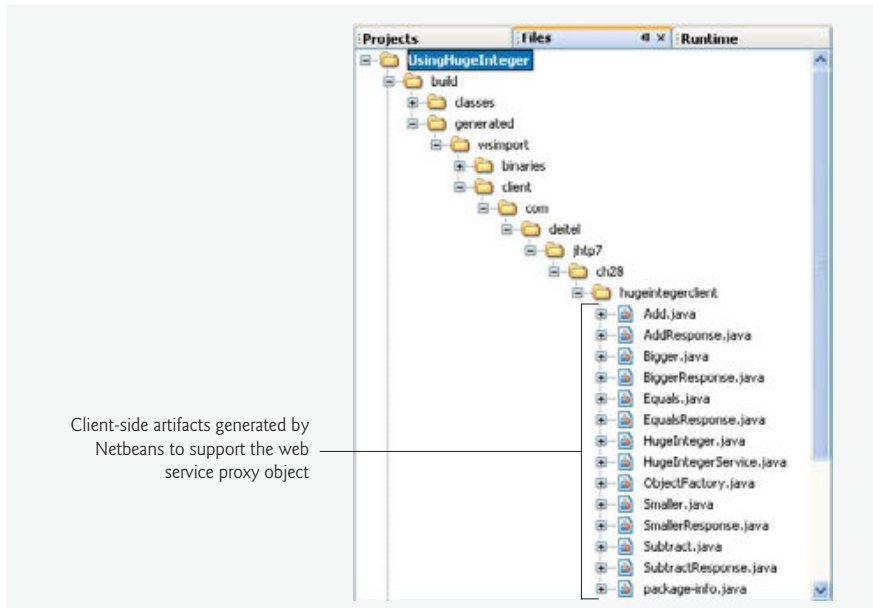 Projects
Files
Runtime
UsingHugeInteger
build
classes
generated
wsimport
binaries
client
com
deitel
jhtp7
ch28
hugeintegerclient
Add.java
AddResponse.java
Bigger.java
BiggerResponse.java
Equals.java
EqualsResponse.java
HugeInteger.java
HugeIntegerService.java
ObjectFactory.java
Smaller.java
SmallerResponse.java
Subtract.java
SubtractResponse.java
package-info.java
Client-side artifacts generated by
Netbeans to support the web
service proxy object